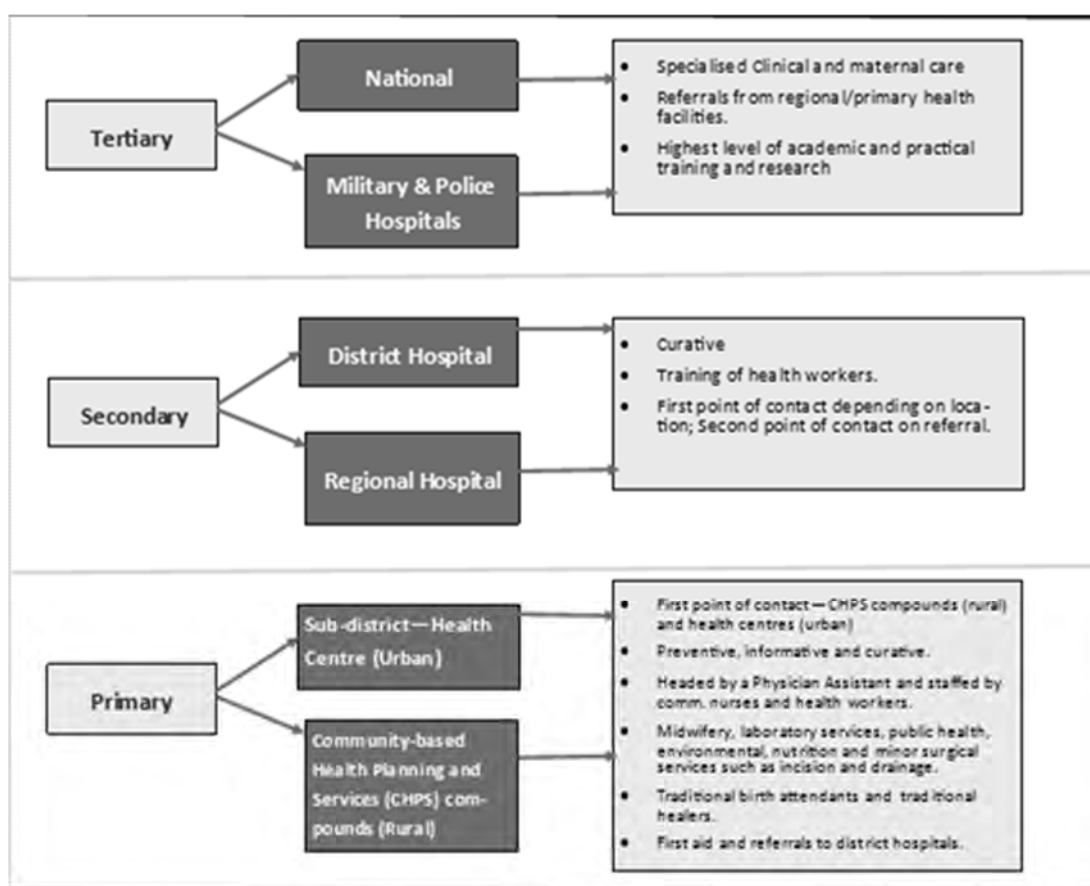 Tertiary
National
Military & Police
Hospitals
• Specialised Clinical and maternal care
• Referrals from regional/primary health
facilities.
• Highest level of academic and practical
training and research
Secondary
District Hospital
Regional Hospital
• Curative
• Training of health workers.
• First point of contact depending on loca-
tion; Second point of contact on referral.
Primary
Sub-district—Health
Centre (Urban)
Community-based
Health Planning and
Services (CHPS) com-
pounds (Rural)
• First point of contact—CHPS compounds (rural)
and health centres (urban)
• Preventive, informative and curative.
• Headed by a Physician Assistant and staffed by
comm. nurses and health workers.
• Midwifery, laboratory services, public health,
environmental, nutrition and minor surgical
services such as incision and drainage.
• Traditional birth attendants and traditional
healers.
• First aid and referrals to district hospitals.